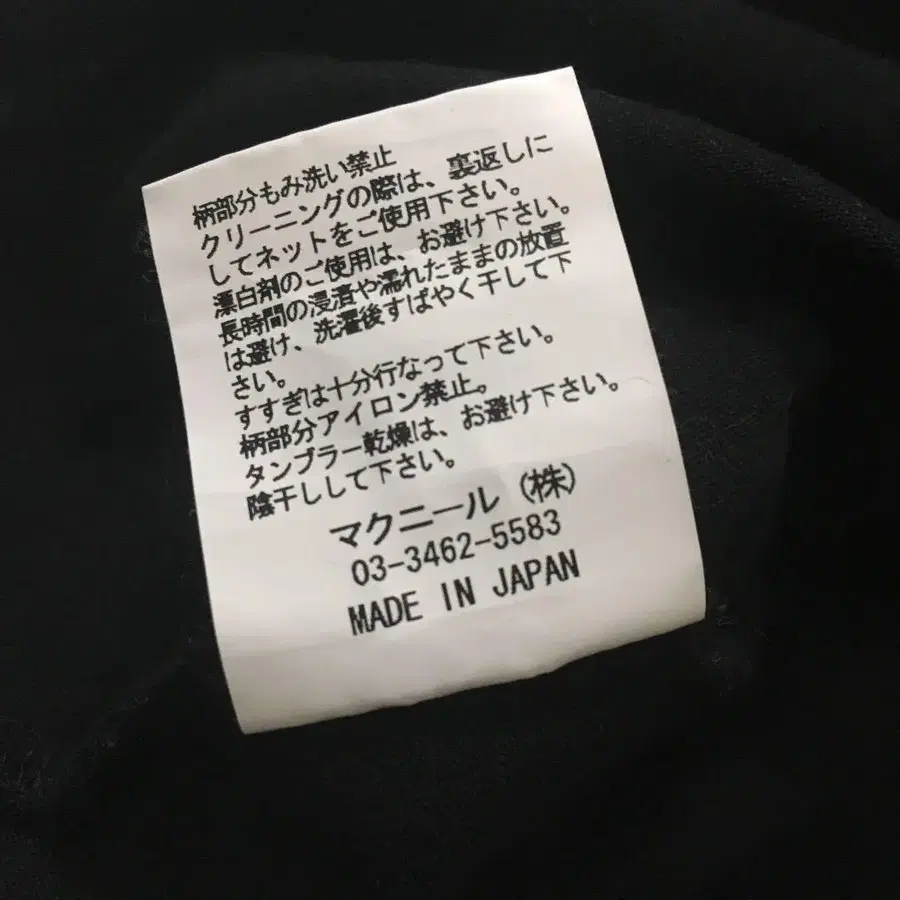 柄部分もみ洗い禁止
クリーニングの際は、裏返しに
してネットをご使用下さい。
漂白剤のご使用は、お避け下さい。
長時間の浸漬や濡れたままの放置
は避け、洗濯後すばやく干して下
さい。
すすぎは十分行なって下さい。
柄部分アイロン禁止。
タンブラー乾燥は、お避け下さい。
陰干しして下さい。
マクニール（株）
03-3462-5583
MADE IN JAPAN